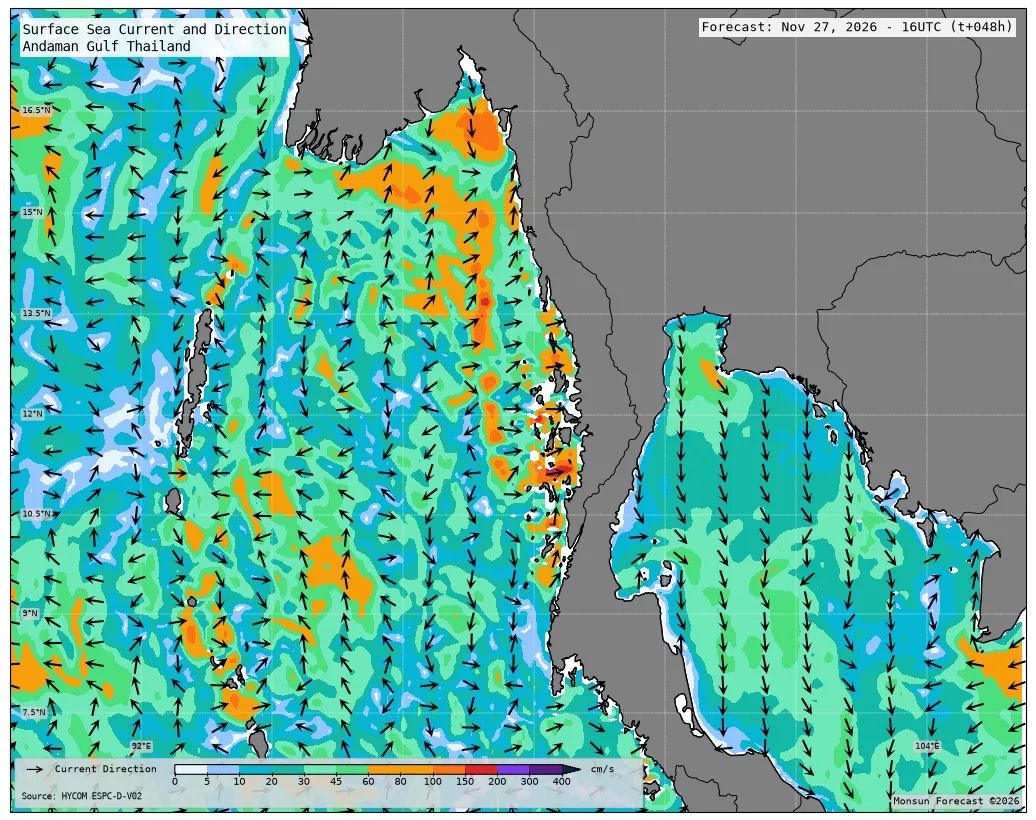 Surface Sea Current and Direction
Andaman Gulf Thailand
Forecast: Nov 27, 2026 - 16UTC (t+048h)
16.5°N
15°N
13.5°N
12°N
10.5°N
9°N
7.5°N
92°E
104°E
Current Direction
0 5 10 20 30 45 60 80 100 150 200 300 400 cm/s
Source: HYCOM ESPC-D-V02
Monsun Forecast ©2026